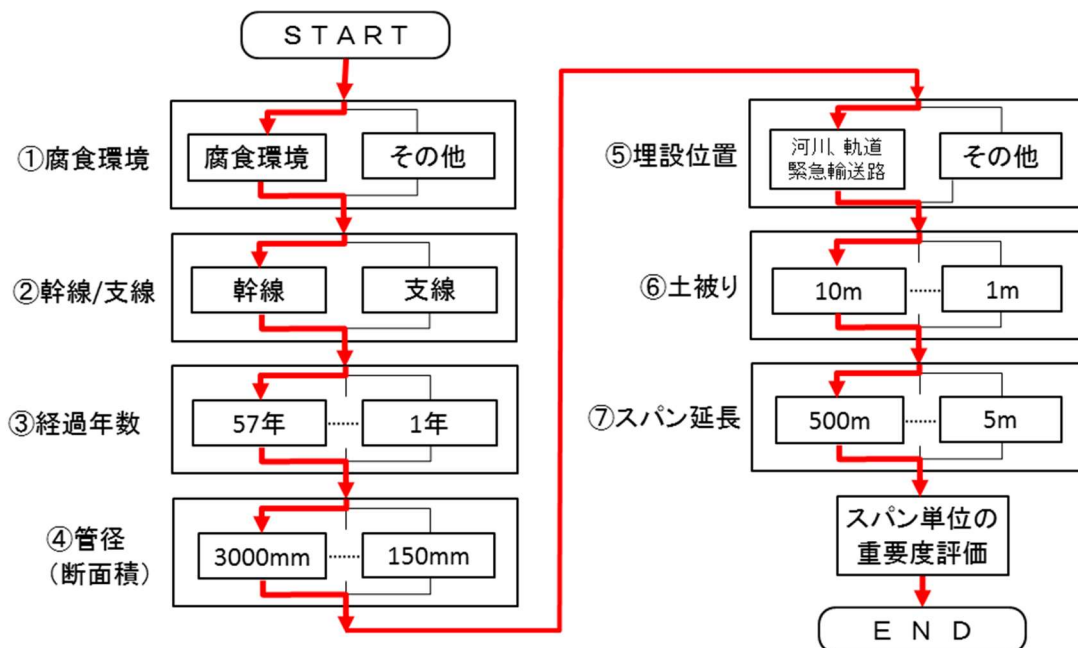 START
①腐食環境
腐食環境
その他
②幹線/支線
幹線
支線
③経過年数
57年
1年
④管径
（断面積）
3000mm
150mm
⑤埋設位置
河川、軌道
緊急輸送路
その他
⑥土被り
10m
1m
⑦スパン延長
500m
5m
スパン単位の
重要度評価
END